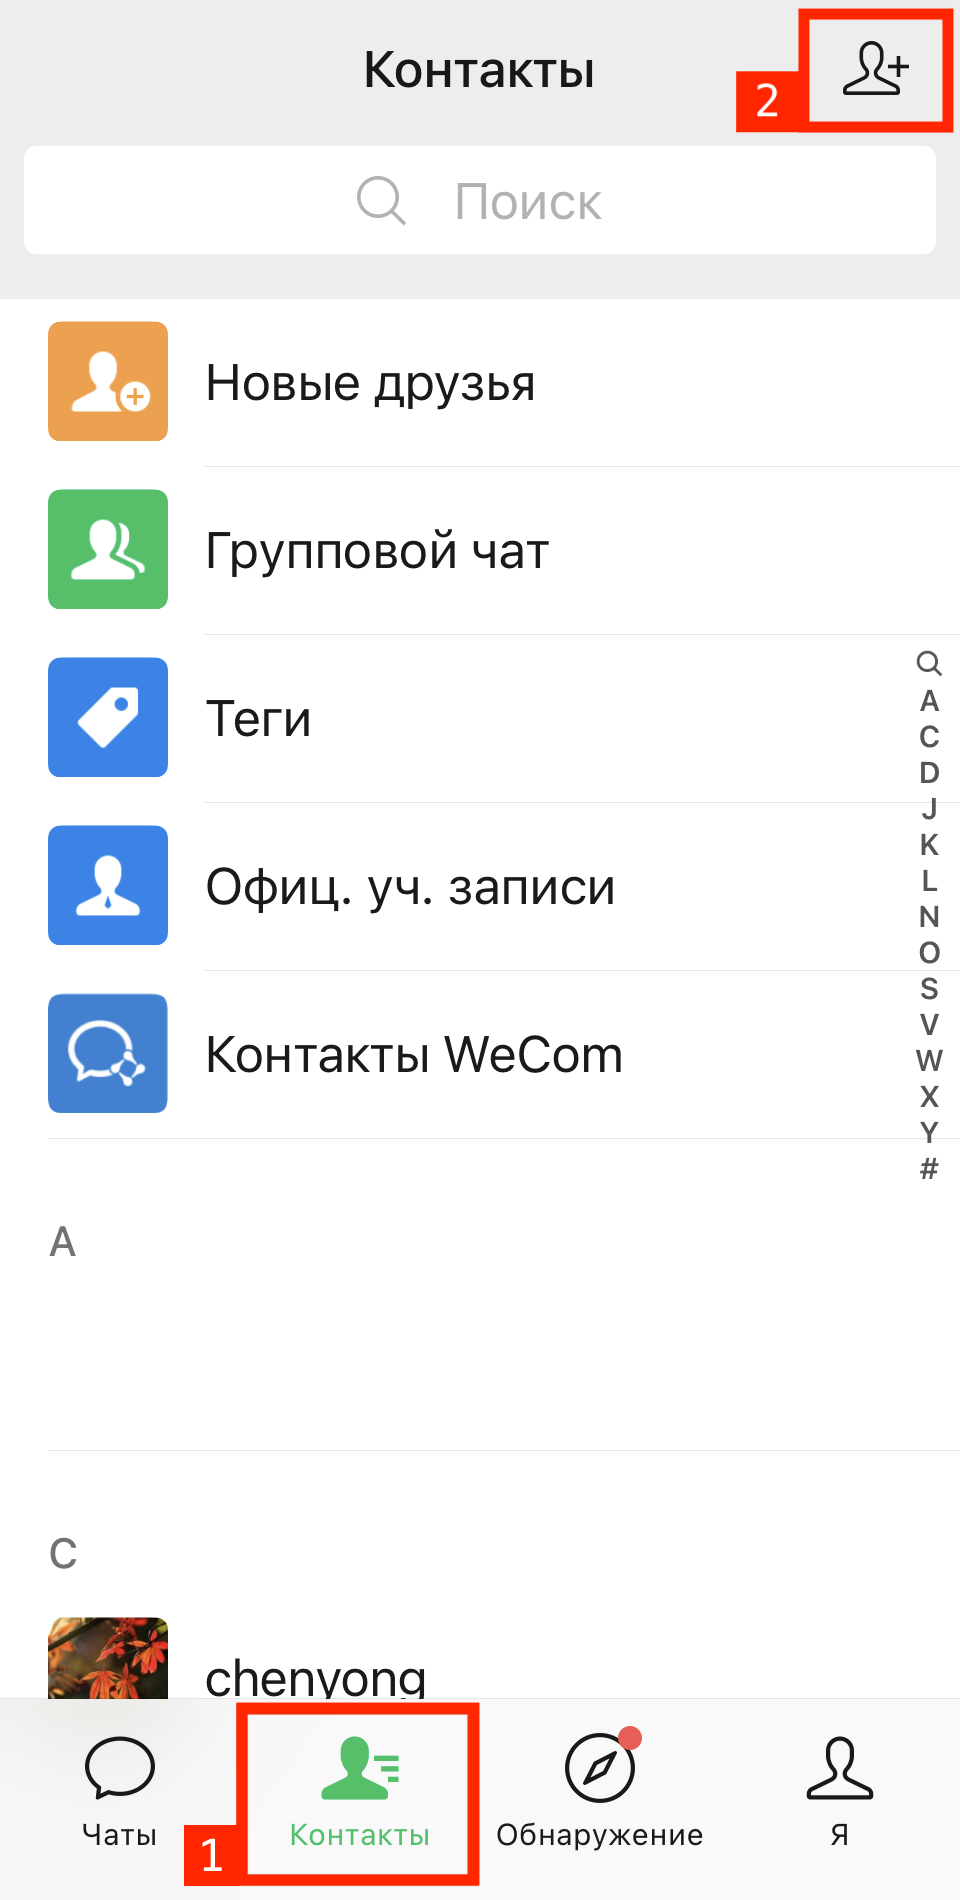 Контакты
2
Поиск
Новые друзья
Групповой чат
Теги
Офиц. уч. записи
Контакты WeCom
A
C
D
J
K
L
N
O
S
V
W
X
Y
#
A
C
chenyong
1
Чаты
Контакты
Обнаружение
Я